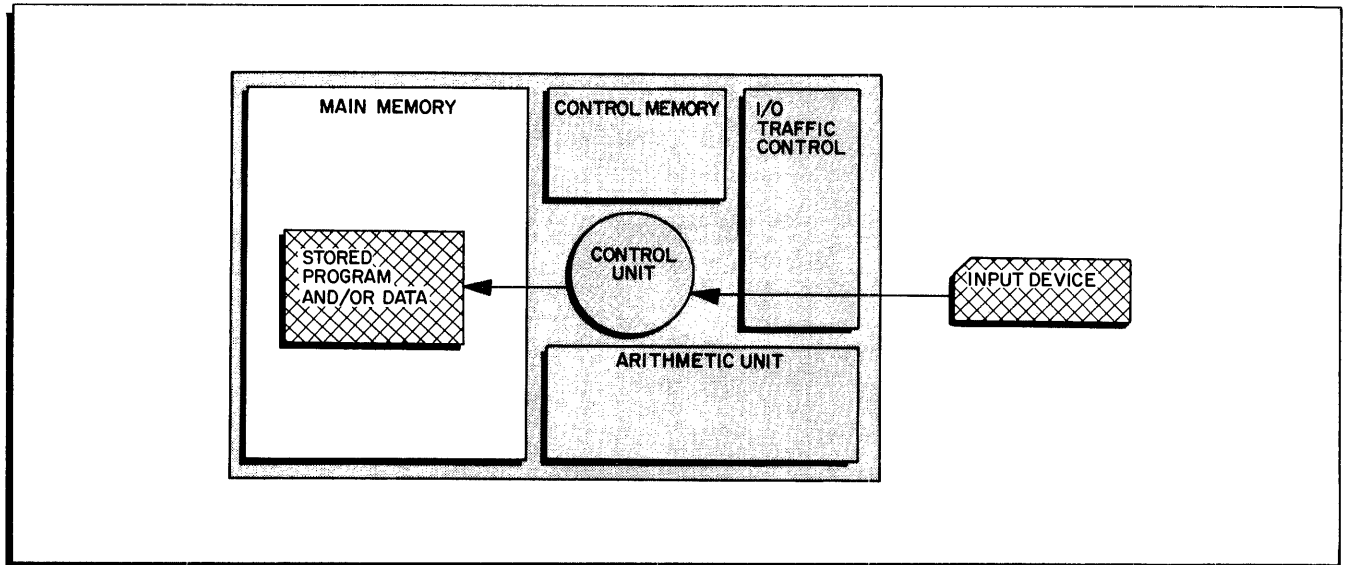 MAIN MEMORY
CONTROL MEMORY
I/O
TRAFFIC
CONTROL
STORED
PROGRAM
AND/OR DATA
CONTROL
UNIT
INPUT DEVICE
ARITHMETIC UNIT